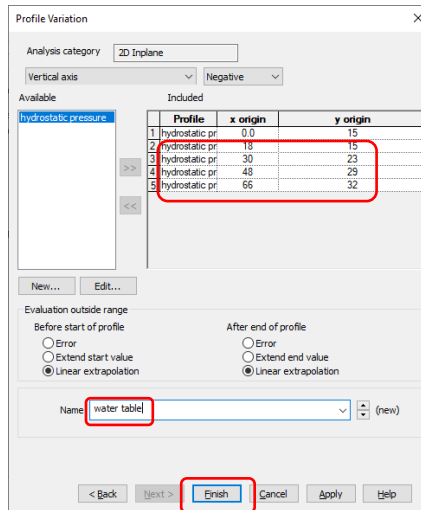 Profile Variation
Analysis category 2D Inplane
Vertical axis Negative
Available Included
hydrostatic pressure
Profile x origin y origin
1 hydrostatic pr 0.0 15
2 hydrostatic pr 18 15
3 hydrostatic pr 30 23
4 hydrostatic pr 48 29
5 hydrostatic pr 66 32
>>
<<
New... Edit...
Evaluation outside range
Before start of profile After end of profile
Error Error
Extend start value Extend end value
Linear extrapolation Linear extrapolation
Name water table (new)
< Back Next > Finish Cancel Apply Help